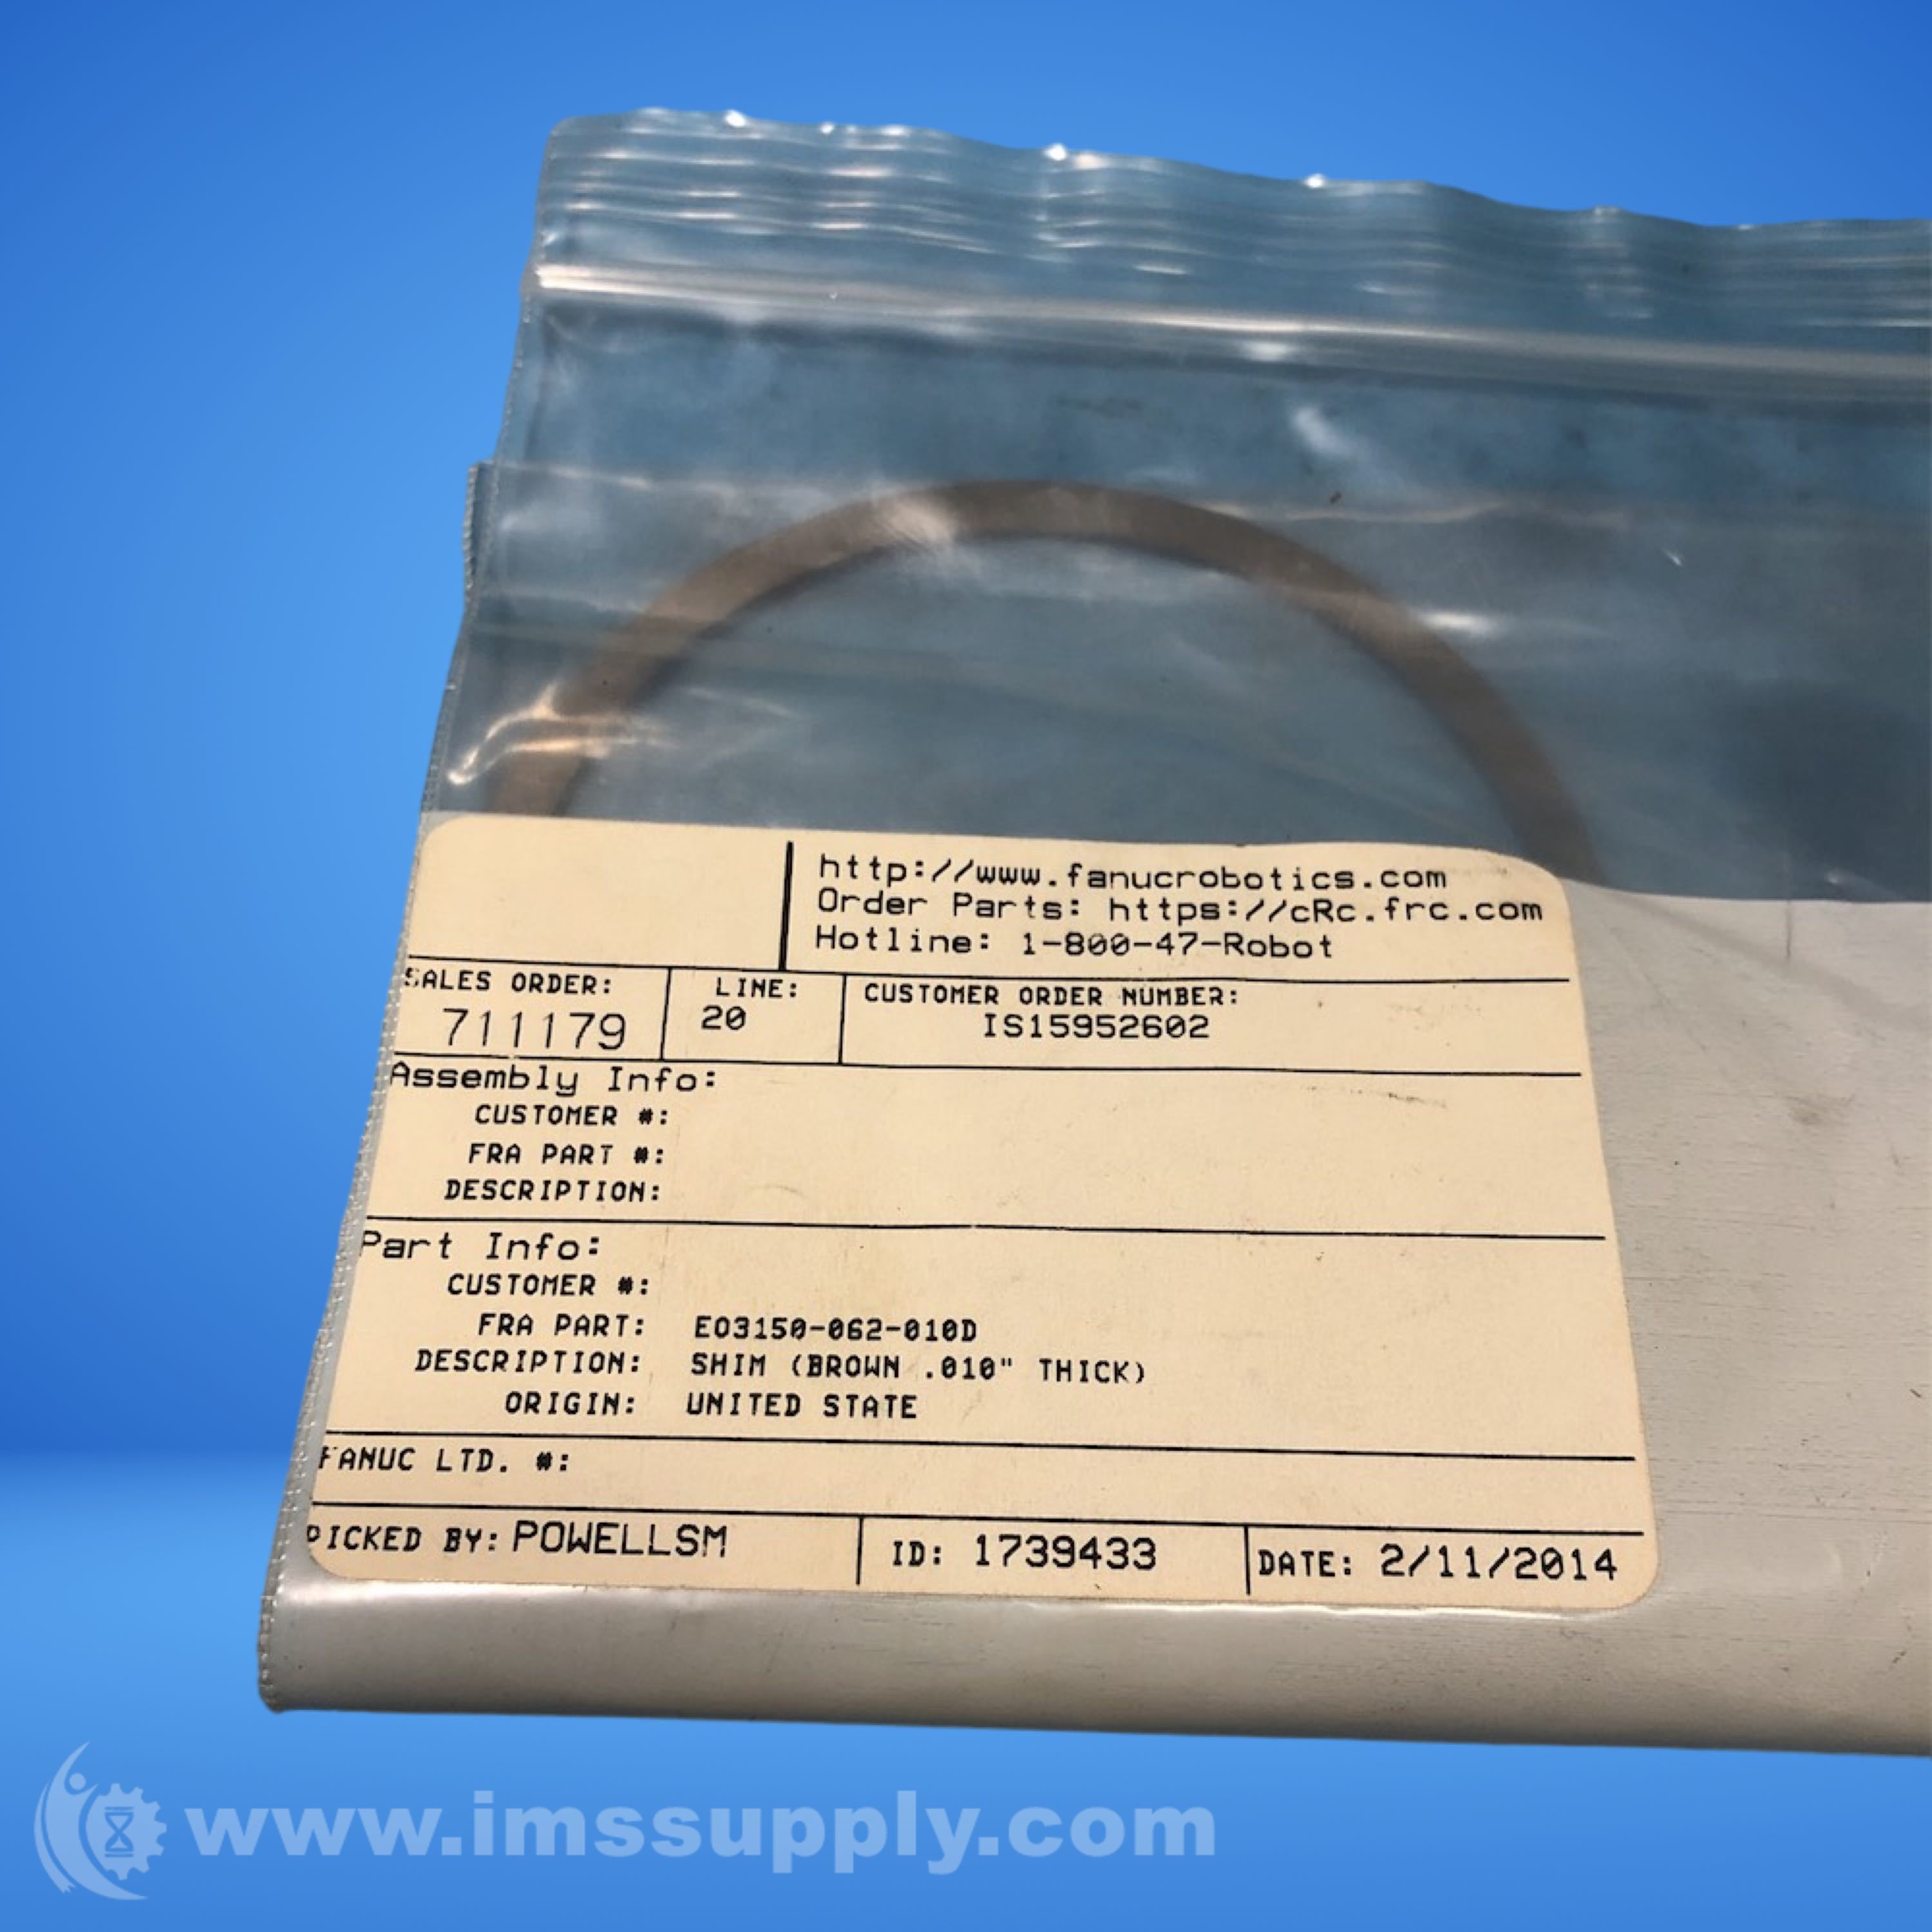 http://www.fanucrobotics.com
Order Parts: https://cRc.frc.com
Hotline: 1-800-47-Robot
SALES ORDER: LINE: CUSTOMER ORDER NUMBER:
711179 20 IS15952602
Assembly Info:
CUSTOMER #:
FRA PART #:
DESCRIPTION:
Part Info:
CUSTOMER #:
FRA PART: EO3150-062-010D
DESCRIPTION: SHIM (BROWN .010" THICK)
ORIGIN: UNITED STATE
FANUC LTD. #:
PICKED BY: POWELLSM ID: 1739433 DATE: 2/11/2014
www.imssupply.com